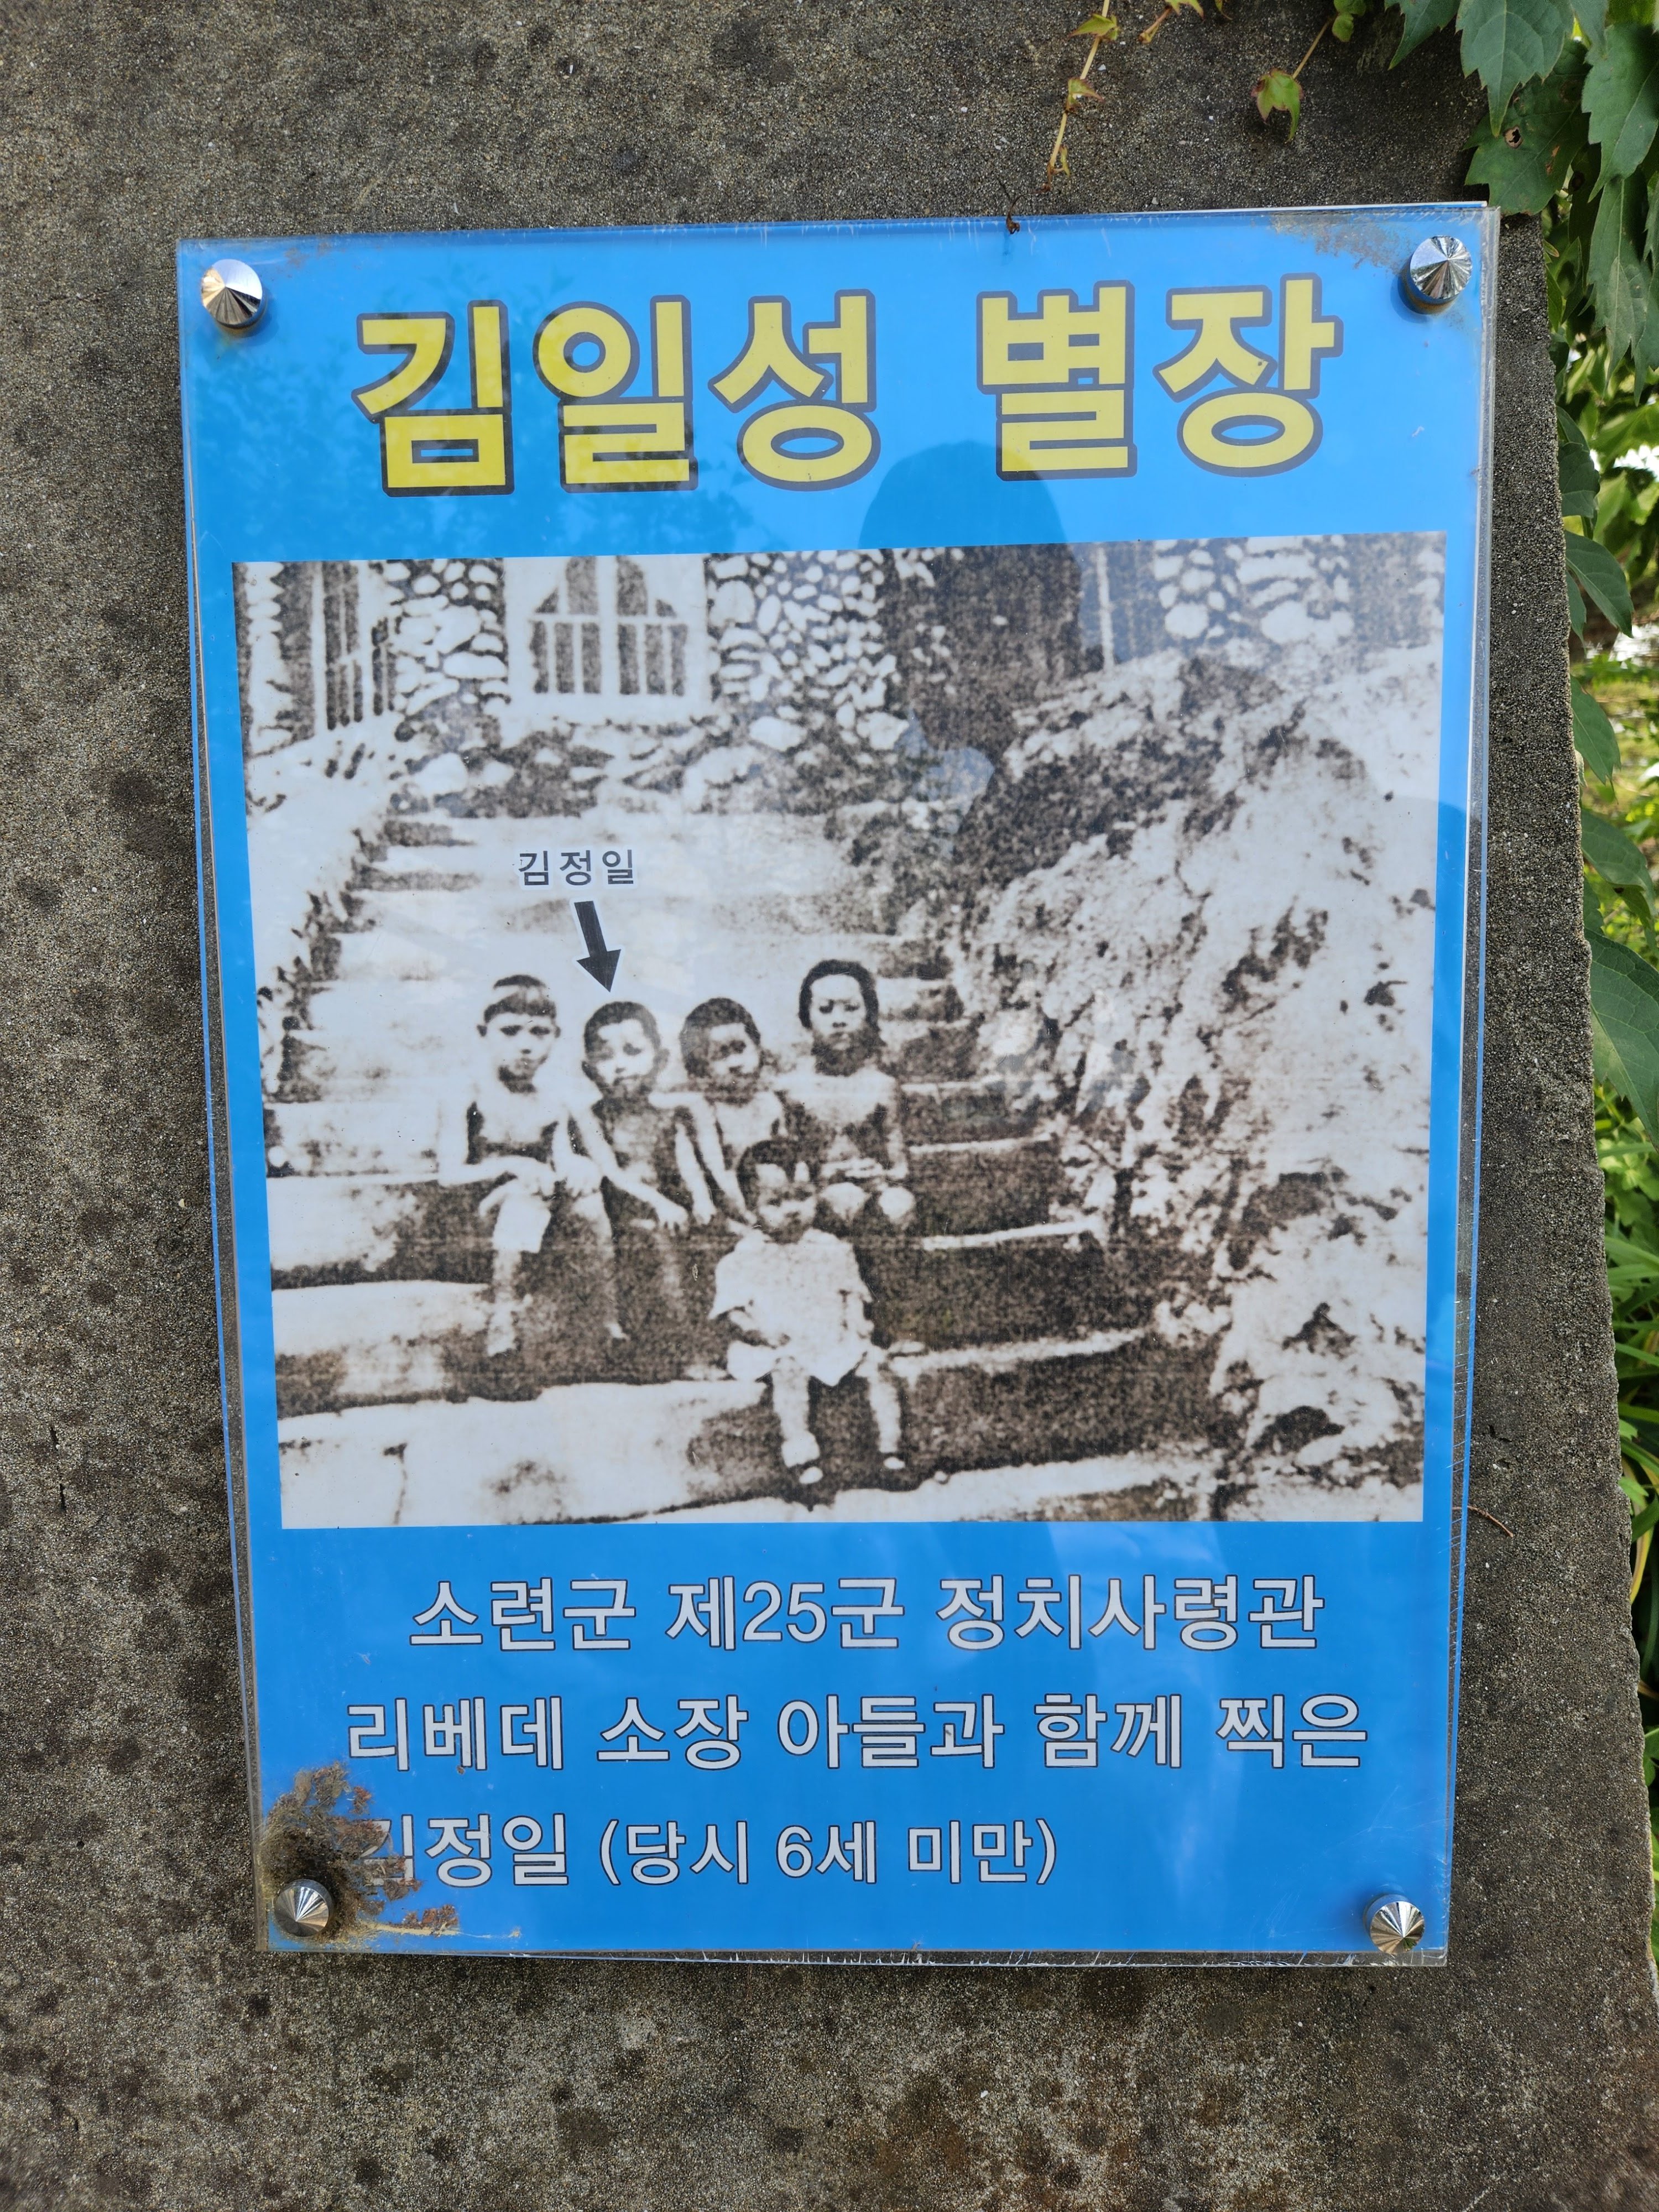 김일성 별장
김정일
소련군 제25군 정치사령관
리베데 소장 아들과 함께 찍은
김정일 (당시 6세 미만)